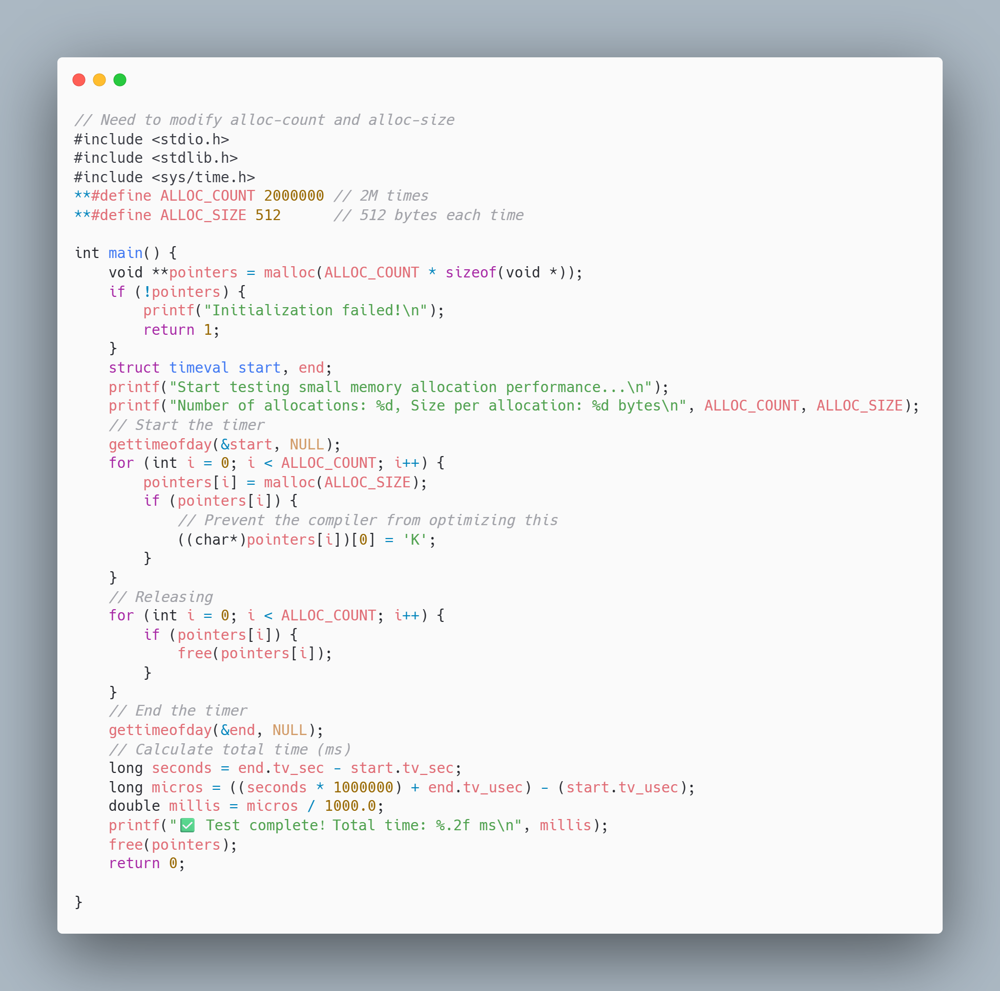 // Need to modify alloc-count and alloc-size
#include <stdio.h>
#include <stdlib.h>
#include <sys/time.h>
**#define ALLOC_COUNT 2000000 // 2M times
**#define ALLOC_SIZE 512      // 512 bytes each time

int main() {
    void **pointers = malloc(ALLOC_COUNT * sizeof(void *));
    if (!pointers) {
        printf("Initialization failed!\n");
        return 1;
    }
    struct timeval start, end;
    printf("Start testing small memory allocation performance...\n");
    printf("Number of allocations: %d, Size per allocation: %d bytes\n", ALLOC_COUNT, ALLOC_SIZE);
    // Start the timer
    gettimeofday(&start, NULL);
    for (int i = 0; i < ALLOC_COUNT; i++) {
        pointers[i] = malloc(ALLOC_SIZE);
        if (pointers[i]) {
            // Prevent the compiler from optimizing this
            ((char*)pointers[i])[0] = 'K';
        }
    }
    // Releasing
    for (int i = 0; i < ALLOC_COUNT; i++) {
        if (pointers[i]) {
            free(pointers[i]);
        }
    }
    // End the timer
    gettimeofday(&end, NULL);
    // Calculate total time (ms)
    long seconds = end.tv_sec - start.tv_sec;
    long micros = ((seconds * 1000000) + end.tv_usec) - (start.tv_usec);
    double millis = micros / 1000.0;
    printf("✅ Test complete! Total time: %.2f ms\n", millis);
    free(pointers);
    return 0;

}